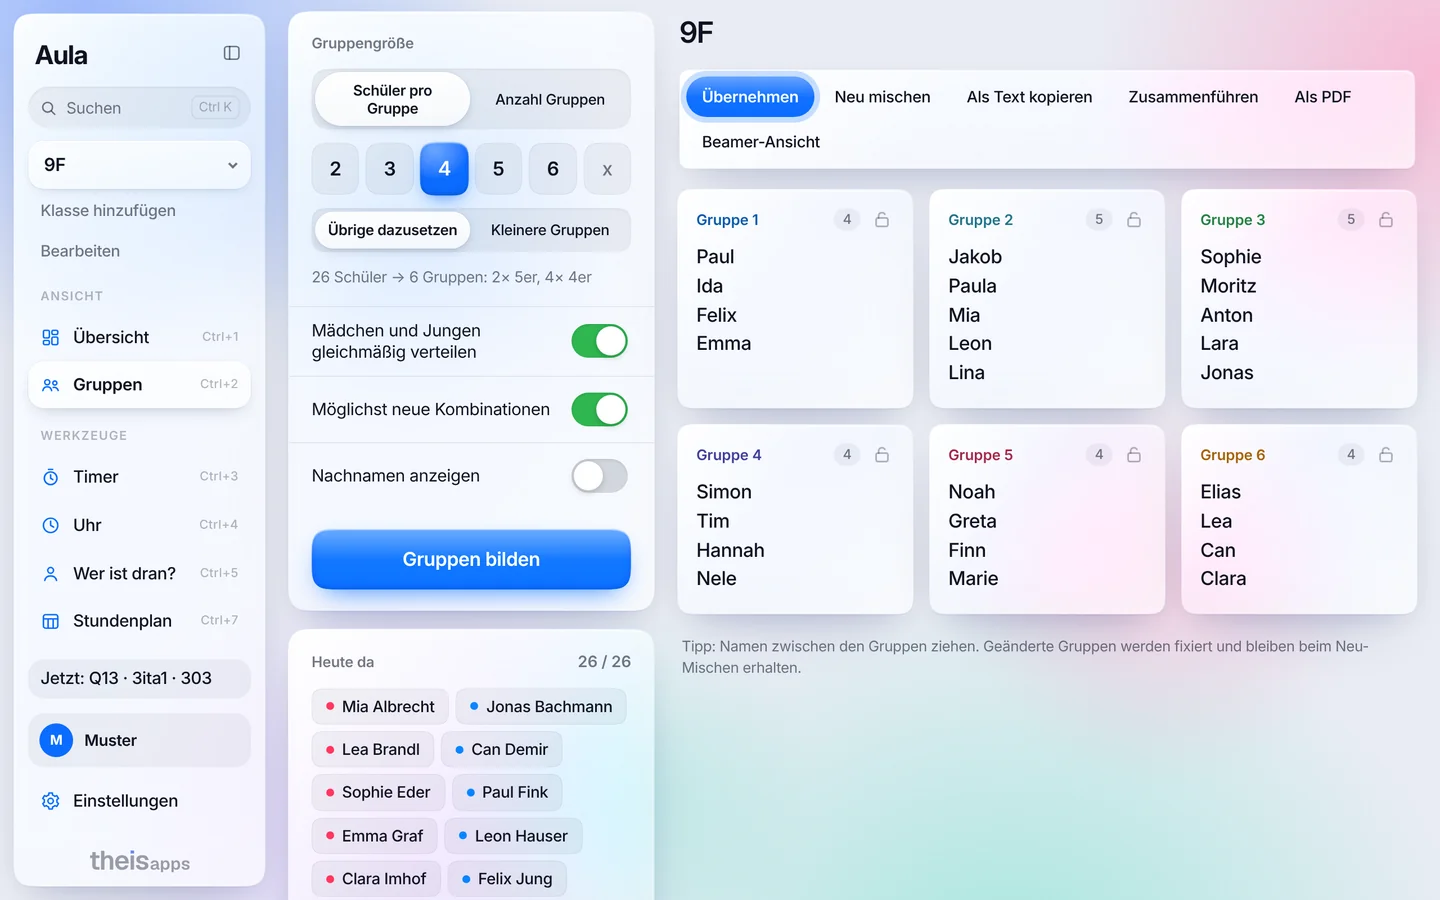 Aula
Suchen
Ctrl K
9F
Klasse hinzufügen
Bearbeiten
ANSICHT
Übersicht
Ctrl+1
Gruppen
Ctrl+2
WERKZEUGE
Timer
Ctrl+3
Uhr
Ctrl+4
Wer ist dran?
Ctrl+5
Stundenplan
Ctrl+7
Jetzt: Q13 · 3ita1 · 303
M
Muster
Einstellungen
theisapps
Gruppengröße
Schüler pro
Gruppe
Anzahl Gruppen
2 3 4 5 6 x
Übrige dazusetzen
Kleinere Gruppen
26 Schüler → 6 Gruppen: 2× 5er, 4× 4er
Mädchen und Jungen
gleichmäßig verteilen
Möglichst neue Kombinationen
Nachnamen anzeigen
Gruppen bilden
Heute da
26 / 26
Mia Albrecht
Jonas Bachmann
Lea Brandl
Can Demir
Sophie Eder
Paul Fink
Emma Graf
Leon Hauser
Clara Imhof
Felix Jung
9F
Übernehmen
Neu mischen
Als Text kopieren
Zusammenführen
Als PDF
Beamer-Ansicht
Gruppe 1
4
Paul
Ida
Felix
Emma
Gruppe 2
5
Jakob
Paula
Mia
Leon
Lina
Gruppe 3
5
Sophie
Moritz
Anton
Lara
Jonas
Gruppe 4
4
Simon
Tim
Hannah
Nele
Gruppe 5
4
Noah
Greta
Finn
Marie
Gruppe 6
4
Elias
Lea
Can
Clara
Tipp: Namen zwischen den Gruppen ziehen. Geänderte Gruppen werden fixiert und bleiben beim Neu-
Mischen erhalten.